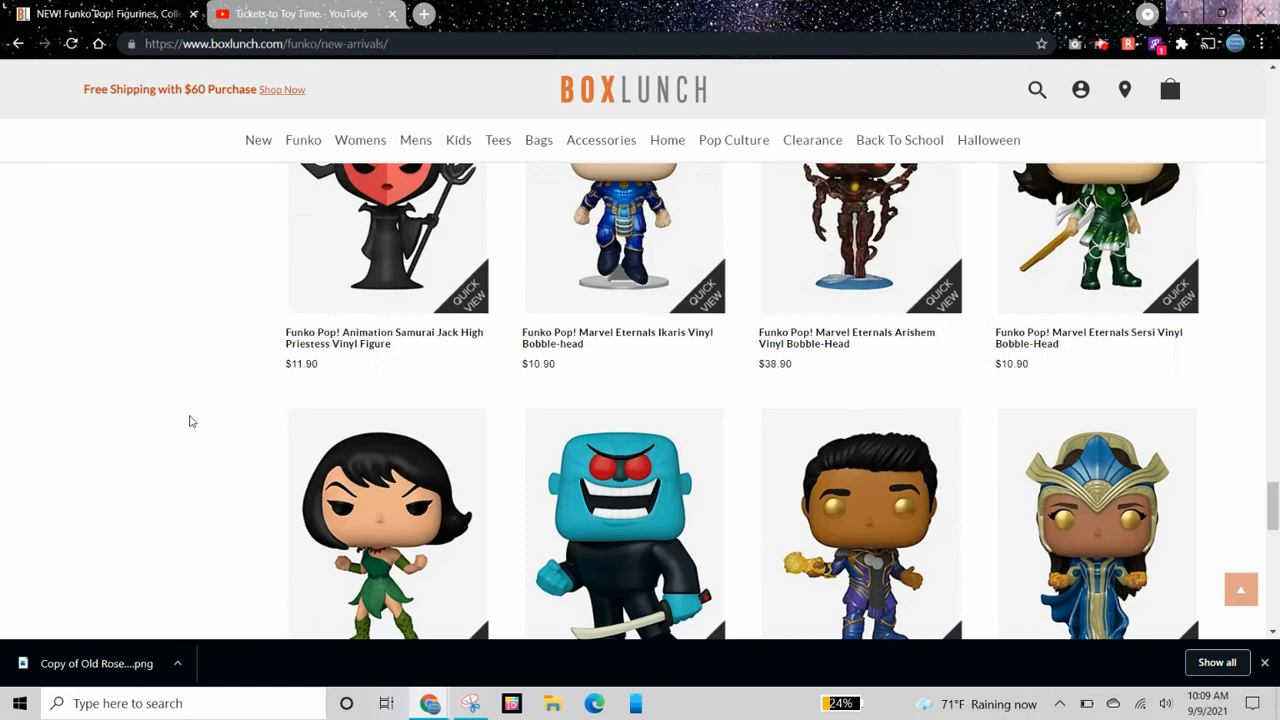 NEW! Funko Pop! Figurines, Coll
Tickets to Toy Time. - YouTube
https://www.boxlunch.com/funko/new-arrivals/
Free Shipping with $60 Purchase Shop Now
BOXLUNCH
New Funko Womens Mens Kids Tees Bags Accessories Home Pop Culture Clearance Back To School Halloween
QUICK VIEW
QUICK VIEW
QUICK VIEW
QUICK VIEW
Funko Pop! Animation Samurai Jack High
Priestess Vinyl Figure
$11.90
Funko Pop! Marvel Eternals Ikaris Vinyl
Bobble-head
$10.90
Funko Pop! Marvel Eternals Arishem
Vinyl Bobble-Head
$38.90
Funko Pop! Marvel Eternals Sersi Vinyl
Bobble-Head
$10.90
Copy of Old Rose....png
Show all
Type here to search
24%
71°F Raining now
10:09 AM
9/9/2021